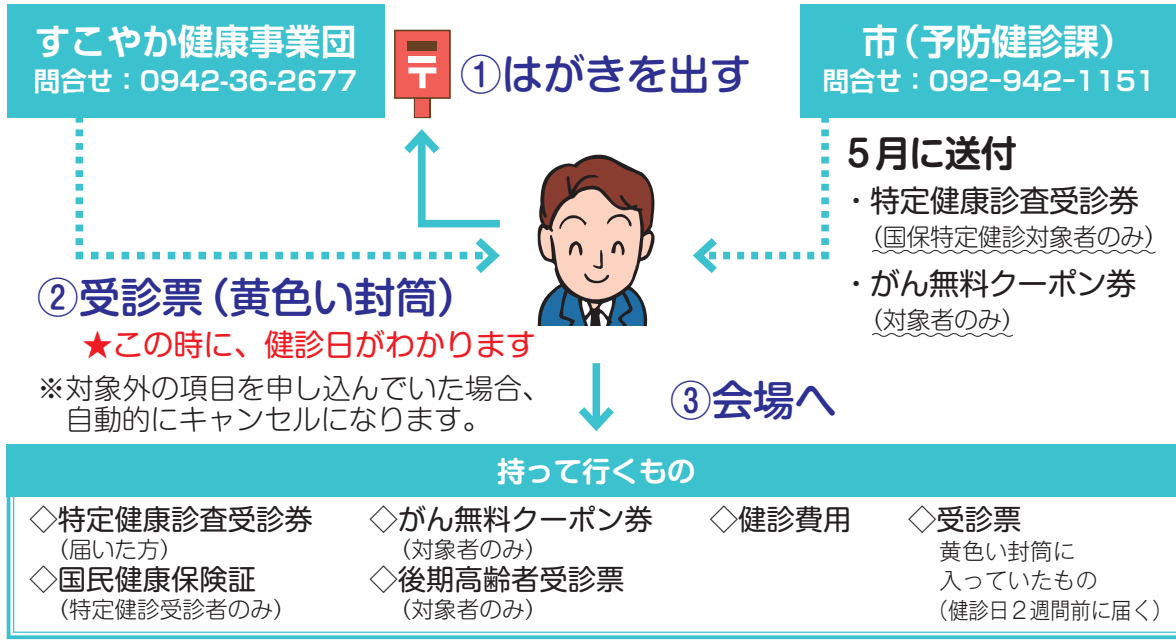 すこやか健康事業団
問合せ：0942-36-2677
〒
①はがきを出す
市（予防健診課）
問合せ：092-942-1151
5月に送付
・特定健康診査受診券
（国保特定健診対象者のみ）
・がん無料クーポン券
（対象者のみ）
②受診票（黄色い封筒）
★この時に、健診日がわかります
※対象外の項目を申し込んでいた場合、
自動的にキャンセルになります。
③会場へ
持って行くもの
◇特定健康診査受診券
（届いた方）
◇国民健康保険証
（特定健診受診者のみ）
◇がん無料クーポン券
（対象者のみ）
◇後期高齢者受診票
（対象者のみ）
◇健診費用
◇受診票
黄色い封筒に
入っていたもの
（健診日2週間前に届く）